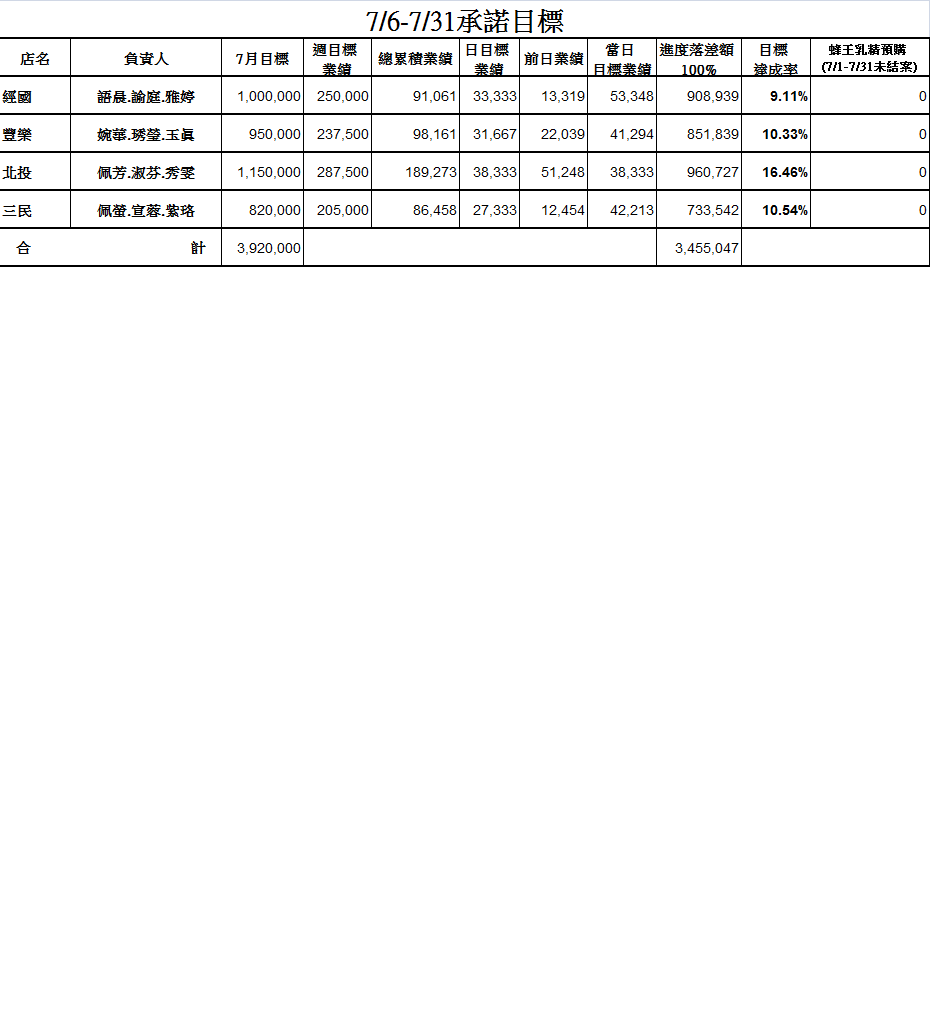 7/6-7/31承諾目標
店名 負責人 7月目標 週目標業績 總累積業績 日目標業績 前日業績 當日目標業績 進度落差額100% 目標達成率 蜂王乳精預購(7/1-7/31未結案)
經國 語晨.諭庭.雅婷 1,000,000 250,000 91,061 33,333 13,319 53,348 908,939 9.11% 0
豐樂 婉華.琇瑩.玉眞 950,000 237,500 98,161 31,667 22,039 41,294 851,839 10.33% 0
北投 佩芳.淑芬.秀雯 1,150,000 287,500 189,273 38,333 51,248 38,333 960,727 16.46% 0
三民 佩螢.宣蓉.紫珞 820,000 205,000 86,458 27,333 12,454 42,213 733,542 10.54% 0
合 計 3,920,000 3,455,047